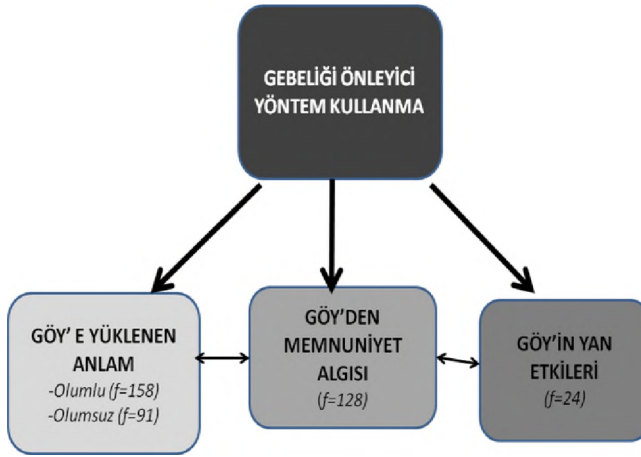 GEBELİĞİ ÖNLEYİCİ
YÖNTEM KULLANMA
GÖY' E YÜKLENEN
ANLAM
-Olumlu (f=158)
-Olumsuz (f=91)
GÖY'DEN
MEMNUNİYET
ALGISI
(f=128)
GÖY'İN YAN
ETKİLERİ
(f=24)